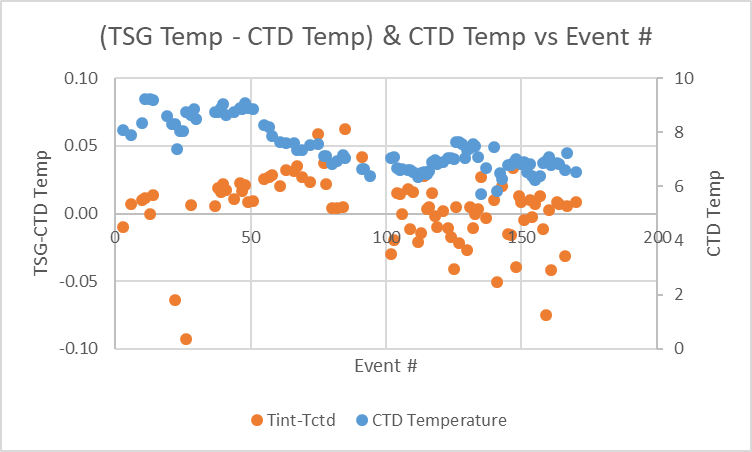 (TSG Temp - CTD Temp) & CTD Temp vs Event #
0.10 10
0.05 8
6
0.00 0 50 100 150 200
4
-0.05 2
-0.10 0
TSG-CTD Temp
CTD Temp
Event #
Tint-Tctd CTD Temperature